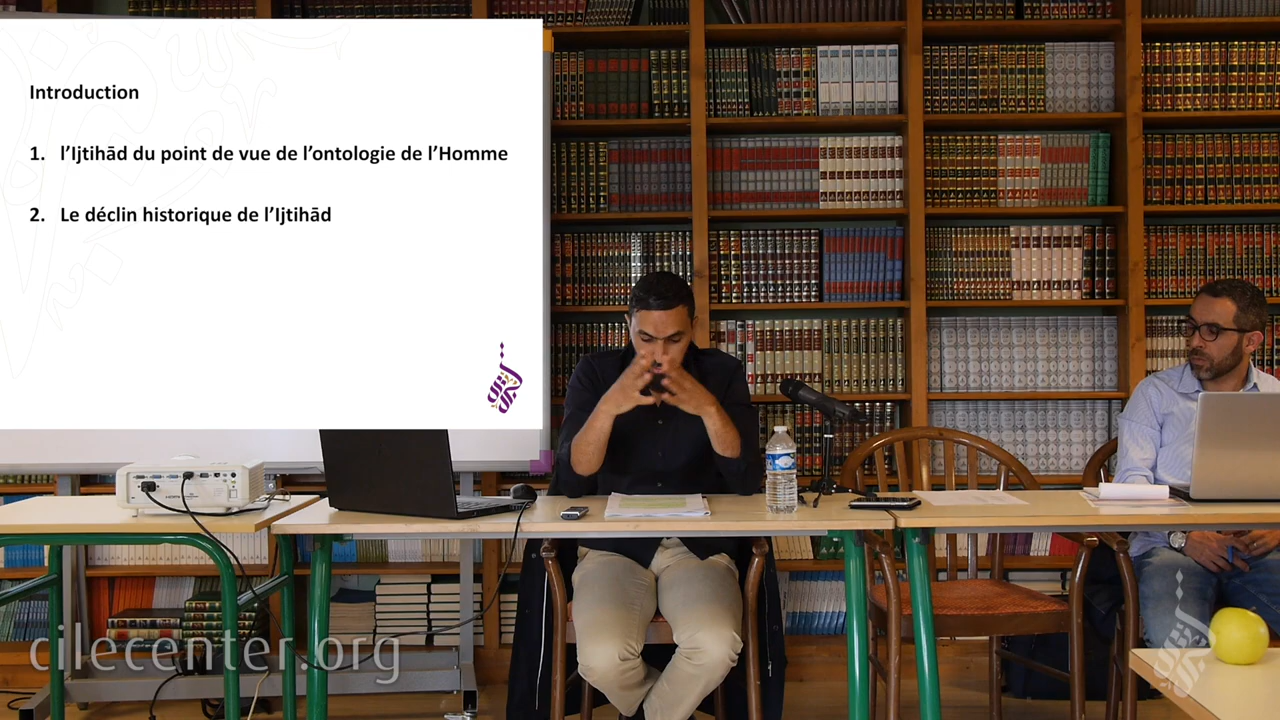 Introduction
1. l’Ijtihād du point de vue de l’ontologie de l’Homme
2. Le déclin historique de l’Ijtihād
cilecenter.org